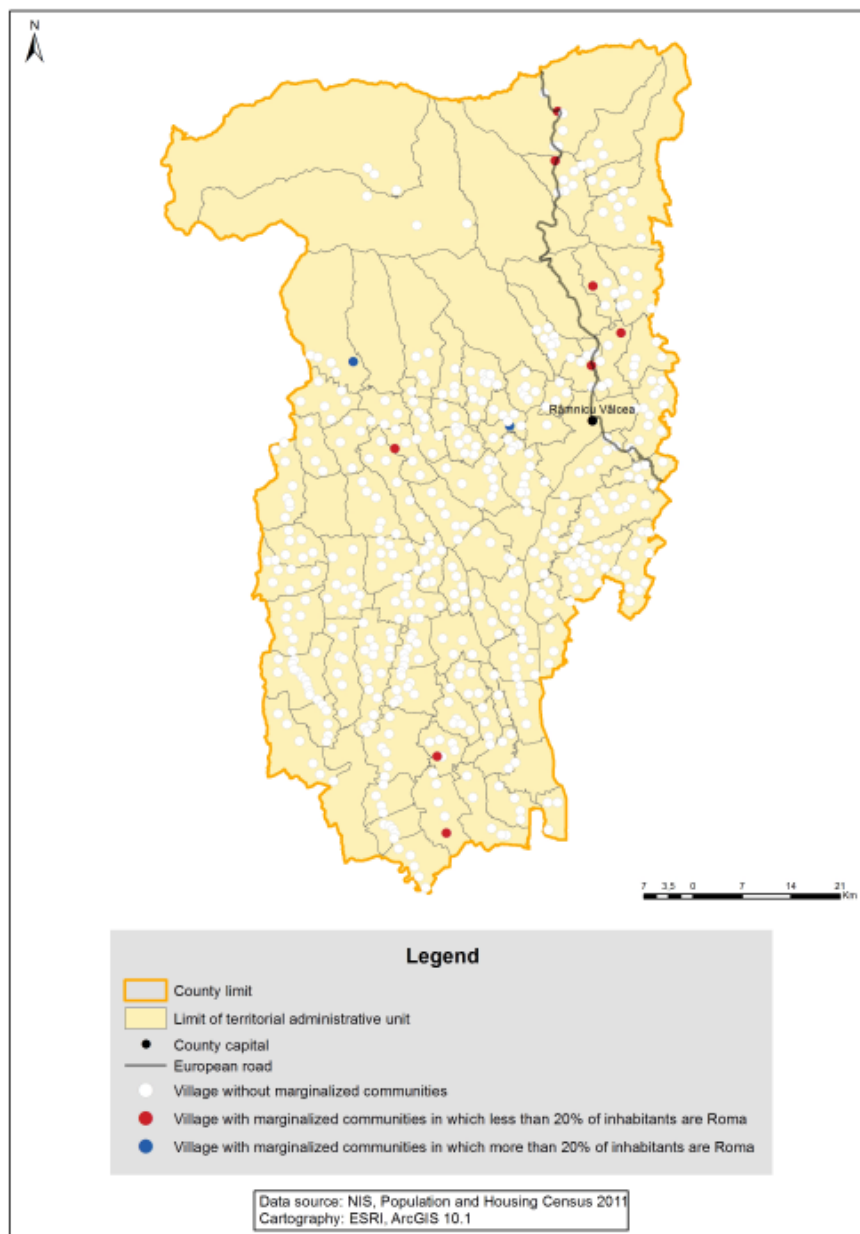 N
Râmnicu Vâlcea
7 3,5 0 7 14 21
Km
Legend
County limit
Limit of territorial administrative unit
County capital
European road
Village without marginalized communities
Village with marginalized communities in which less than 20% of inhabitants are Roma
Village with marginalized communities in which more than 20% of inhabitants are Roma
Data source: NIS, Population and Housing Census 2011
Cartography: ESRI, ArcGIS 10.1